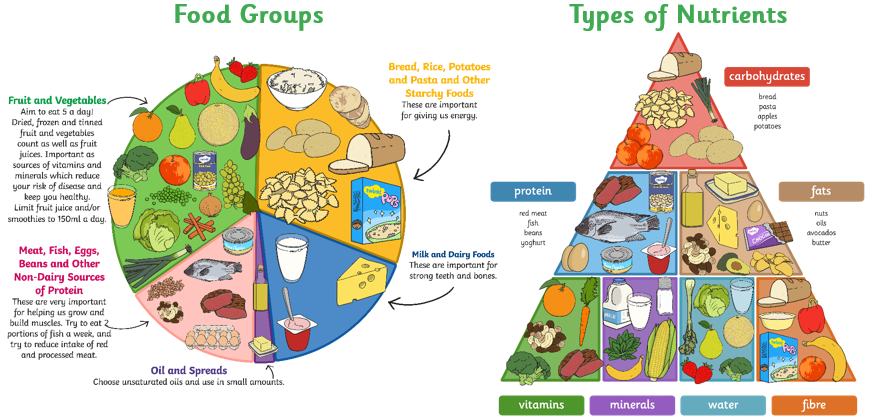 Food Groups
Fruit and Vegetables
Aim to eat 5 a day!
Dried, frozen and tinned
fruit and vegetables
count as well as fruit
juices. Important as
sources of vitamins and
minerals which reduce
your risk of disease and
keep you healthy.
Limit fruit juice and/or
smoothies to 150ml a day.
Bread, Rice, Potatoes
and Pasta and Other
Starchy Foods
These are important
for giving us energy.
Meat, Fish, Eggs,
Beans and Other
Non-Dairy Sources
of Protein
These are very important
for helping us grow and
build muscles. Try to eat 2
portions of fish a week, and
try to reduce intake of red
and processed meat.
Milk and Dairy Foods
These are important for
strong teeth and bones.
Oil and Spreads
Choose unsaturated oils and use in small amounts.
Types of Nutrients
carbohydrates
bread
pasta
apples
potatoes
protein
red meat
fish
beans
yoghurt
fats
nuts
oils
avocados
butter
MILK
vitamins
minerals
water
fibre